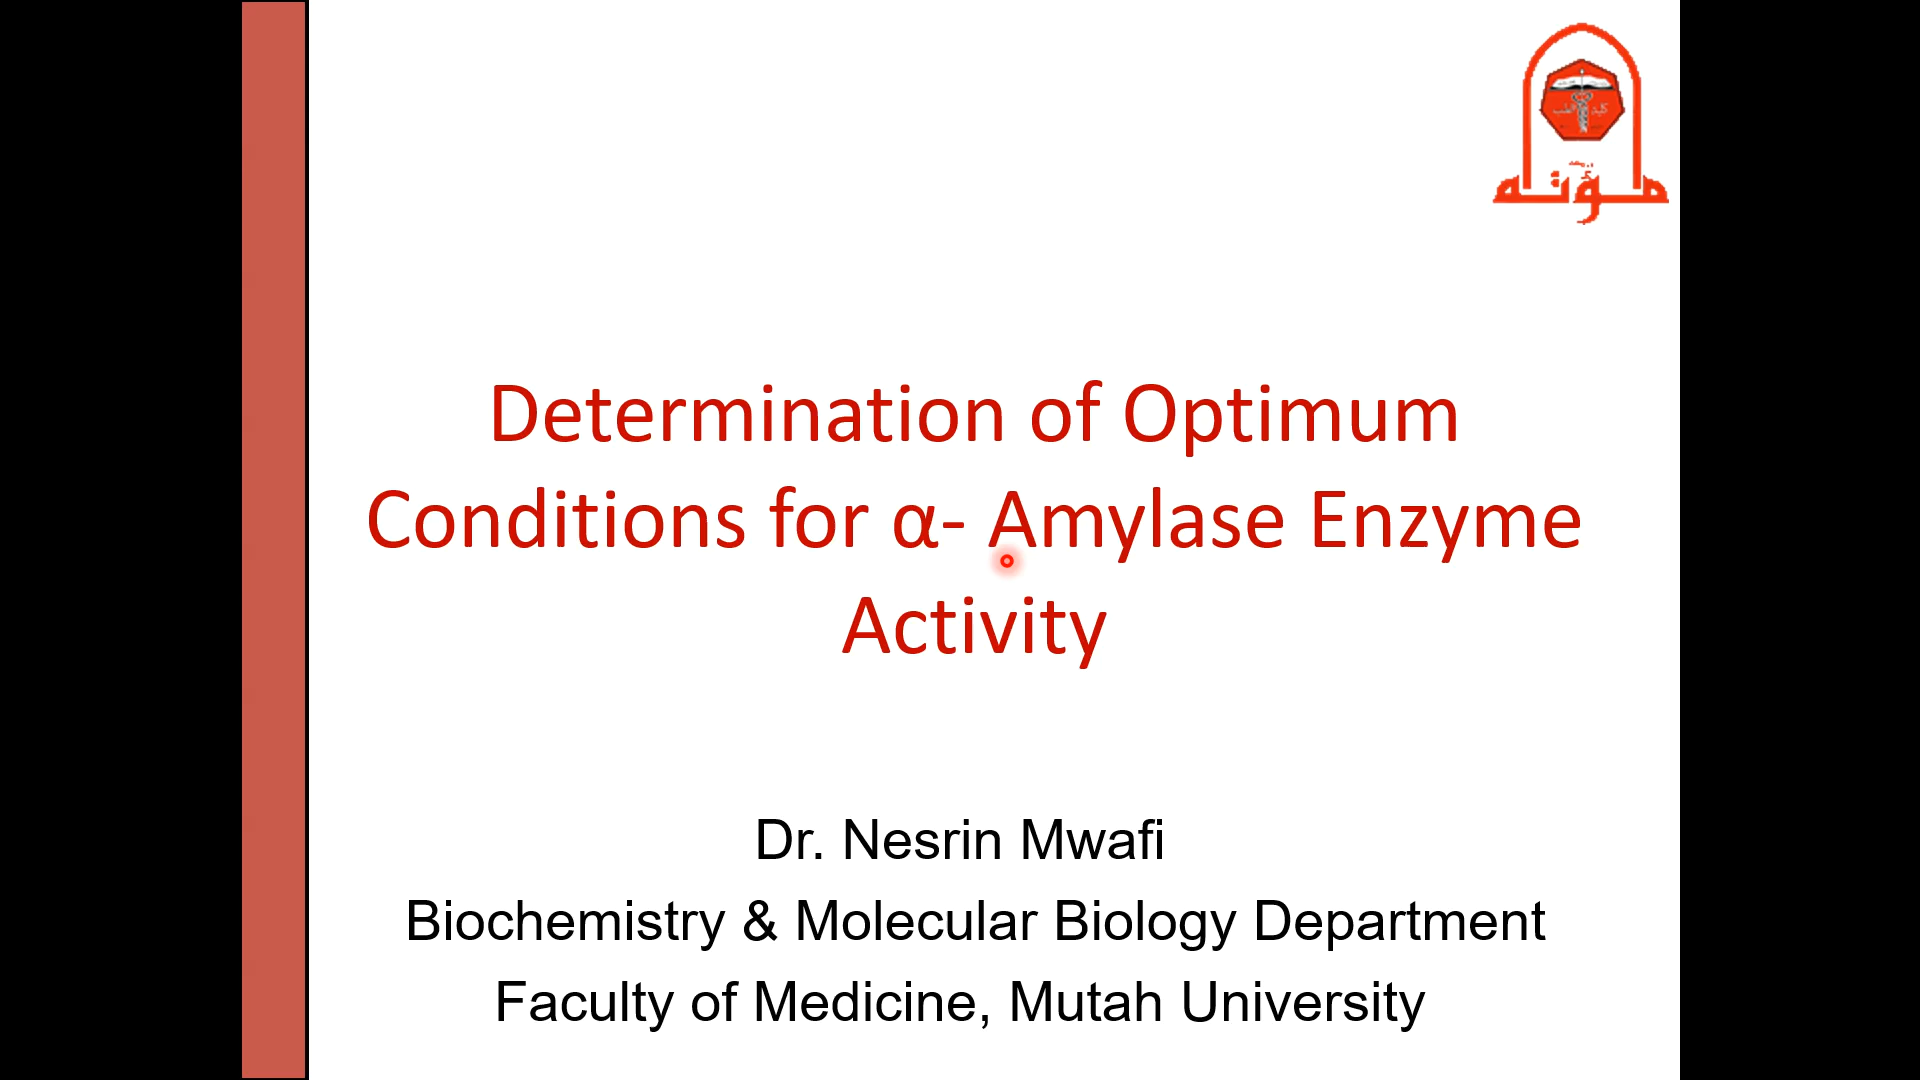 مؤتة
Determination of Optimum
Conditions for α- Amylase Enzyme
Activity
Dr. Nesrin Mwafi
Biochemistry & Molecular Biology Department
Faculty of Medicine, Mutah University